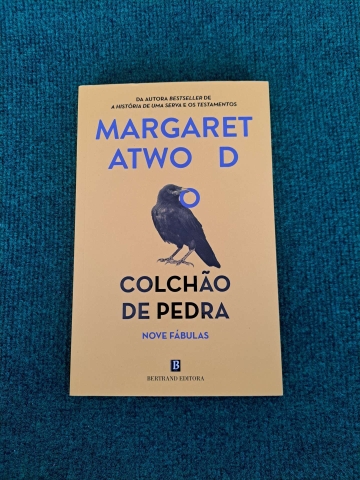 DA AUTORA BESTSELLER DE
A HISTÓRIA DE UMA SERVA E OS TESTAMENTOS
MARGARET
ATWO D
O
COLCHÃO
DE PEDRA
NOVE FÁBULAS
B
BERTRAND EDITORA